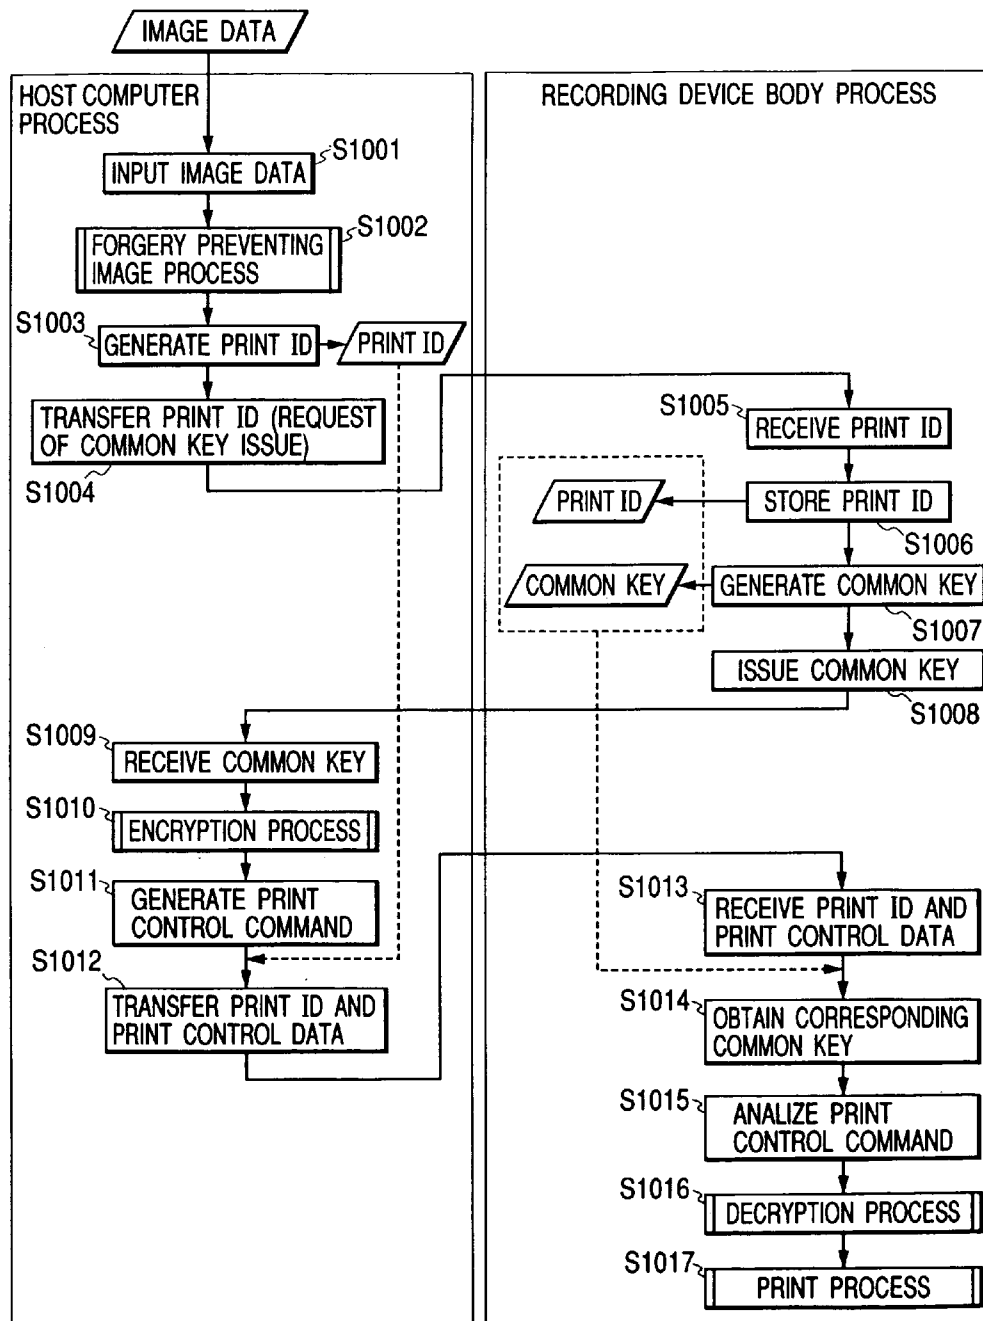 IMAGE DATA
HOST COMPUTER
PROCESS
RECORDING DEVICE BODY PROCESS
S1001
INPUT IMAGE DATA
S1002
FORGERY PREVENTING
IMAGE PROCESS
S1003
GENERATE PRINT ID
PRINT ID
TRANSFER PRINT ID (REQUEST
OF COMMON KEY ISSUE)
S1004
S1005
RECEIVE PRINT ID
PRINT ID
STORE PRINT ID
S1006
COMMON KEY
GENERATE COMMON KEY
S1007
ISSUE COMMON KEY
S1008
S1009
RECEIVE COMMON KEY
S1010
ENCRYPTION PROCESS
S1011
GENERATE PRINT
CONTROL COMMAND
S1012
TRANSFER PRINT ID AND
PRINT CONTROL DATA
S1013
RECEIVE PRINT ID AND
PRINT CONTROL DATA
S1014
OBTAIN CORRESPONDING
COMMON KEY
S1015
ANALIZE PRINT
CONTROL COMMAND
S1016
DECRYPTION PROCESS
S1017
PRINT PROCESS